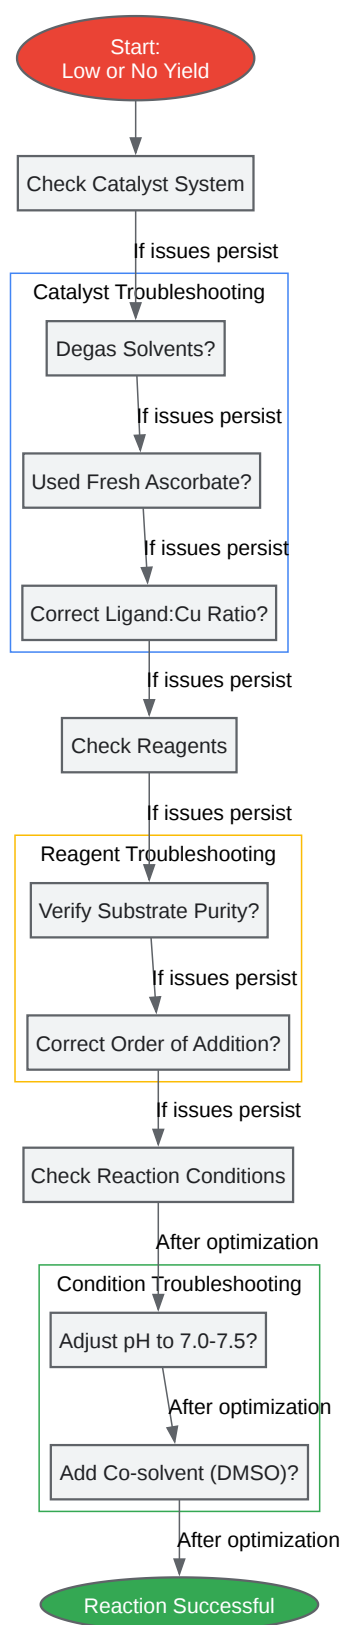 Start:
Low or No Yield
Check Catalyst System
If issues persist
Catalyst Troubleshooting
Degas Solvents?
If issues persist
Used Fresh Ascorbate?
If issues persist
Correct Ligand:Cu Ratio?
If issues persist
Check Reagents
If issues persist
Reagent Troubleshooting
Verify Substrate Purity?
If issues persist
Correct Order of Addition?
If issues persist
Check Reaction Conditions
After optimization
Condition Troubleshooting
Adjust pH to 7.0-7.5?
After optimization
Add Co-solvent (DMSO)?
After optimization
Reaction Successful